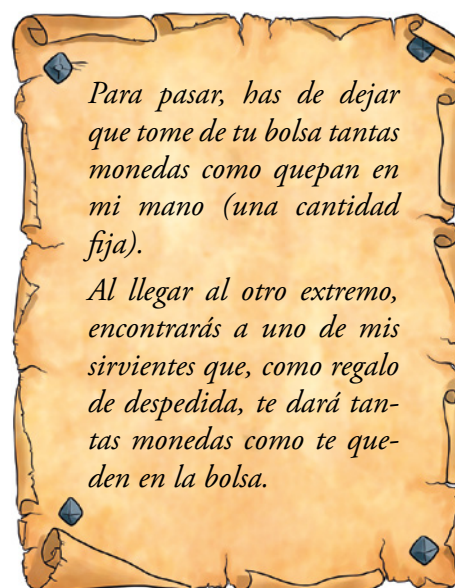 Para pasar, has de dejar
que tome de tu bolsa tantas
monedas como quepan en
mi mano (una cantidad
fija).
Al llegar al otro extremo,
encontrarás a uno de mis
sirvientes que, como regalo
de despedida, te dará tan-
tas monedas como te que-
den en la bolsa.